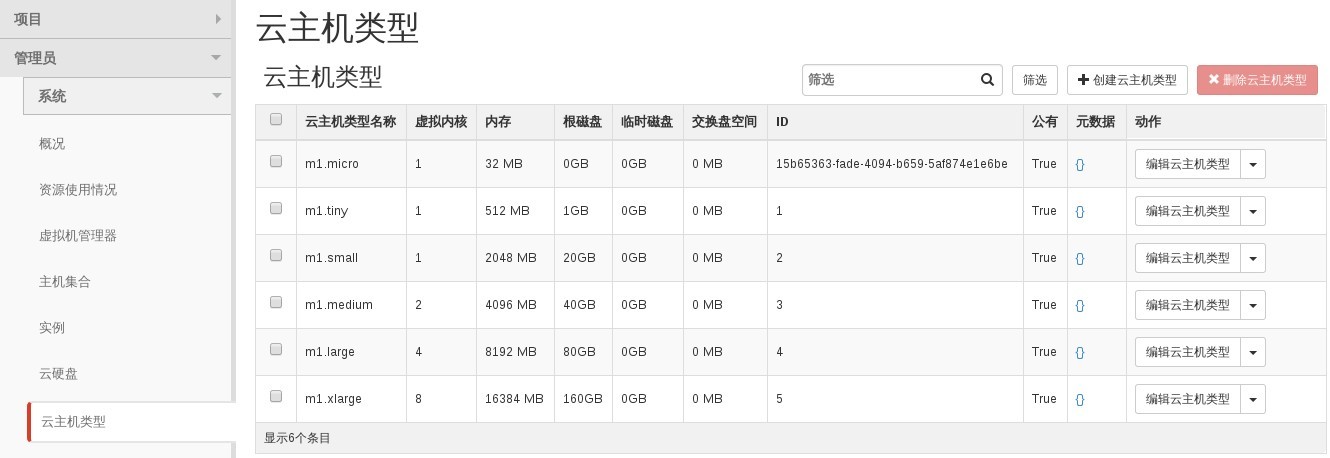 项目
管理员
系统
概况
资源使用情况
虚拟机管理器
主机集合
实例
云硬盘
云主机类型
云主机类型
云主机类型
筛选 筛选 创建云主机类型 删除云主机类型
云主机类型名称 虚拟内核 内存 根磁盘 临时磁盘 交换盘空间 ID 公有 元数据 动作
m1.micro 1 32 MB 0GB 0GB 0 MB 15b65363-fade-4094-b659-5af874e1e6be True {} 编辑云主机类型
m1.tiny 1 512 MB 1GB 0GB 0 MB 1 True {} 编辑云主机类型
m1.small 1 2048 MB 20GB 0GB 0 MB 2 True {} 编辑云主机类型
m1.medium 2 4096 MB 40GB 0GB 0 MB 3 True {} 编辑云主机类型
m1.large 4 8192 MB 80GB 0GB 0 MB 4 True {} 编辑云主机类型
m1.xlarge 8 16384 MB 160GB 0GB 0 MB 5 True {} 编辑云主机类型
显示6个条目